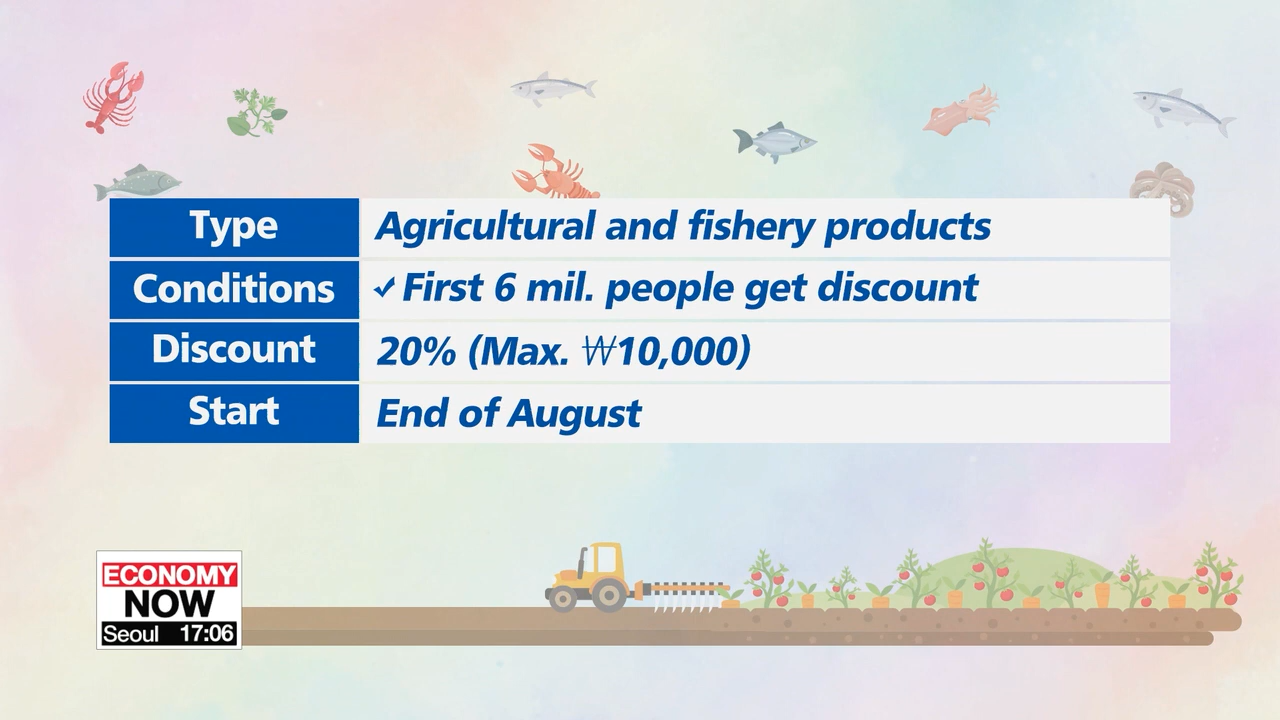 Type Agricultural and fishery products
Conditions ✓First 6 mil. people get discount
Discount 20% (Max. ₩10,000)
Start End of August
ECONOMY
NOW
Seoul 17:06